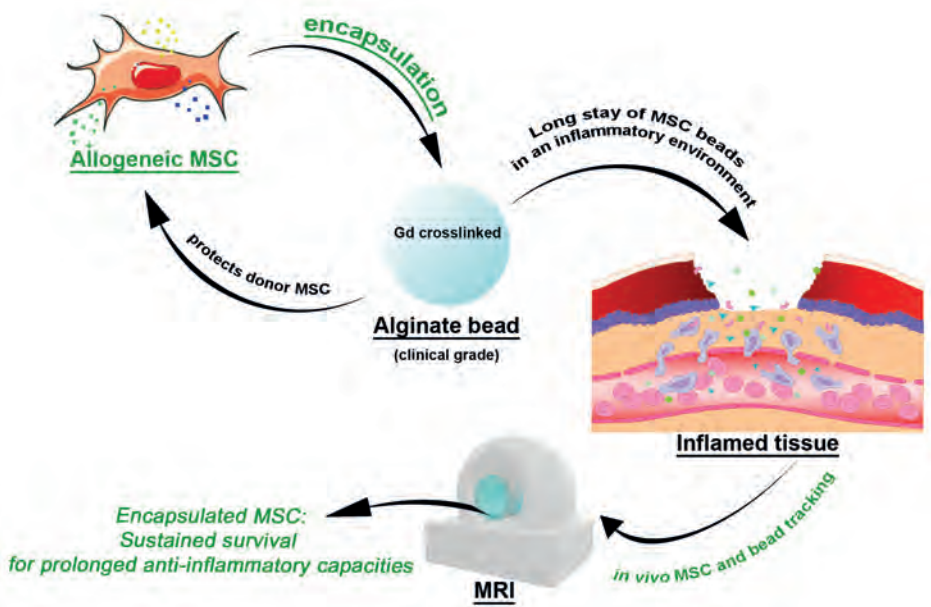 encapsulation
Allogeneic MSC
Long stay of MSC beads
in an inflammatory environment
Gd crosslinked
protects donor MSC
Alginate bead
(clinical grade)
Inflamed tissue
in vivo MSC and bead tracking
Encapsulated MSC:
Sustained survival
for prolonged anti-inflammatory capacities
MRI